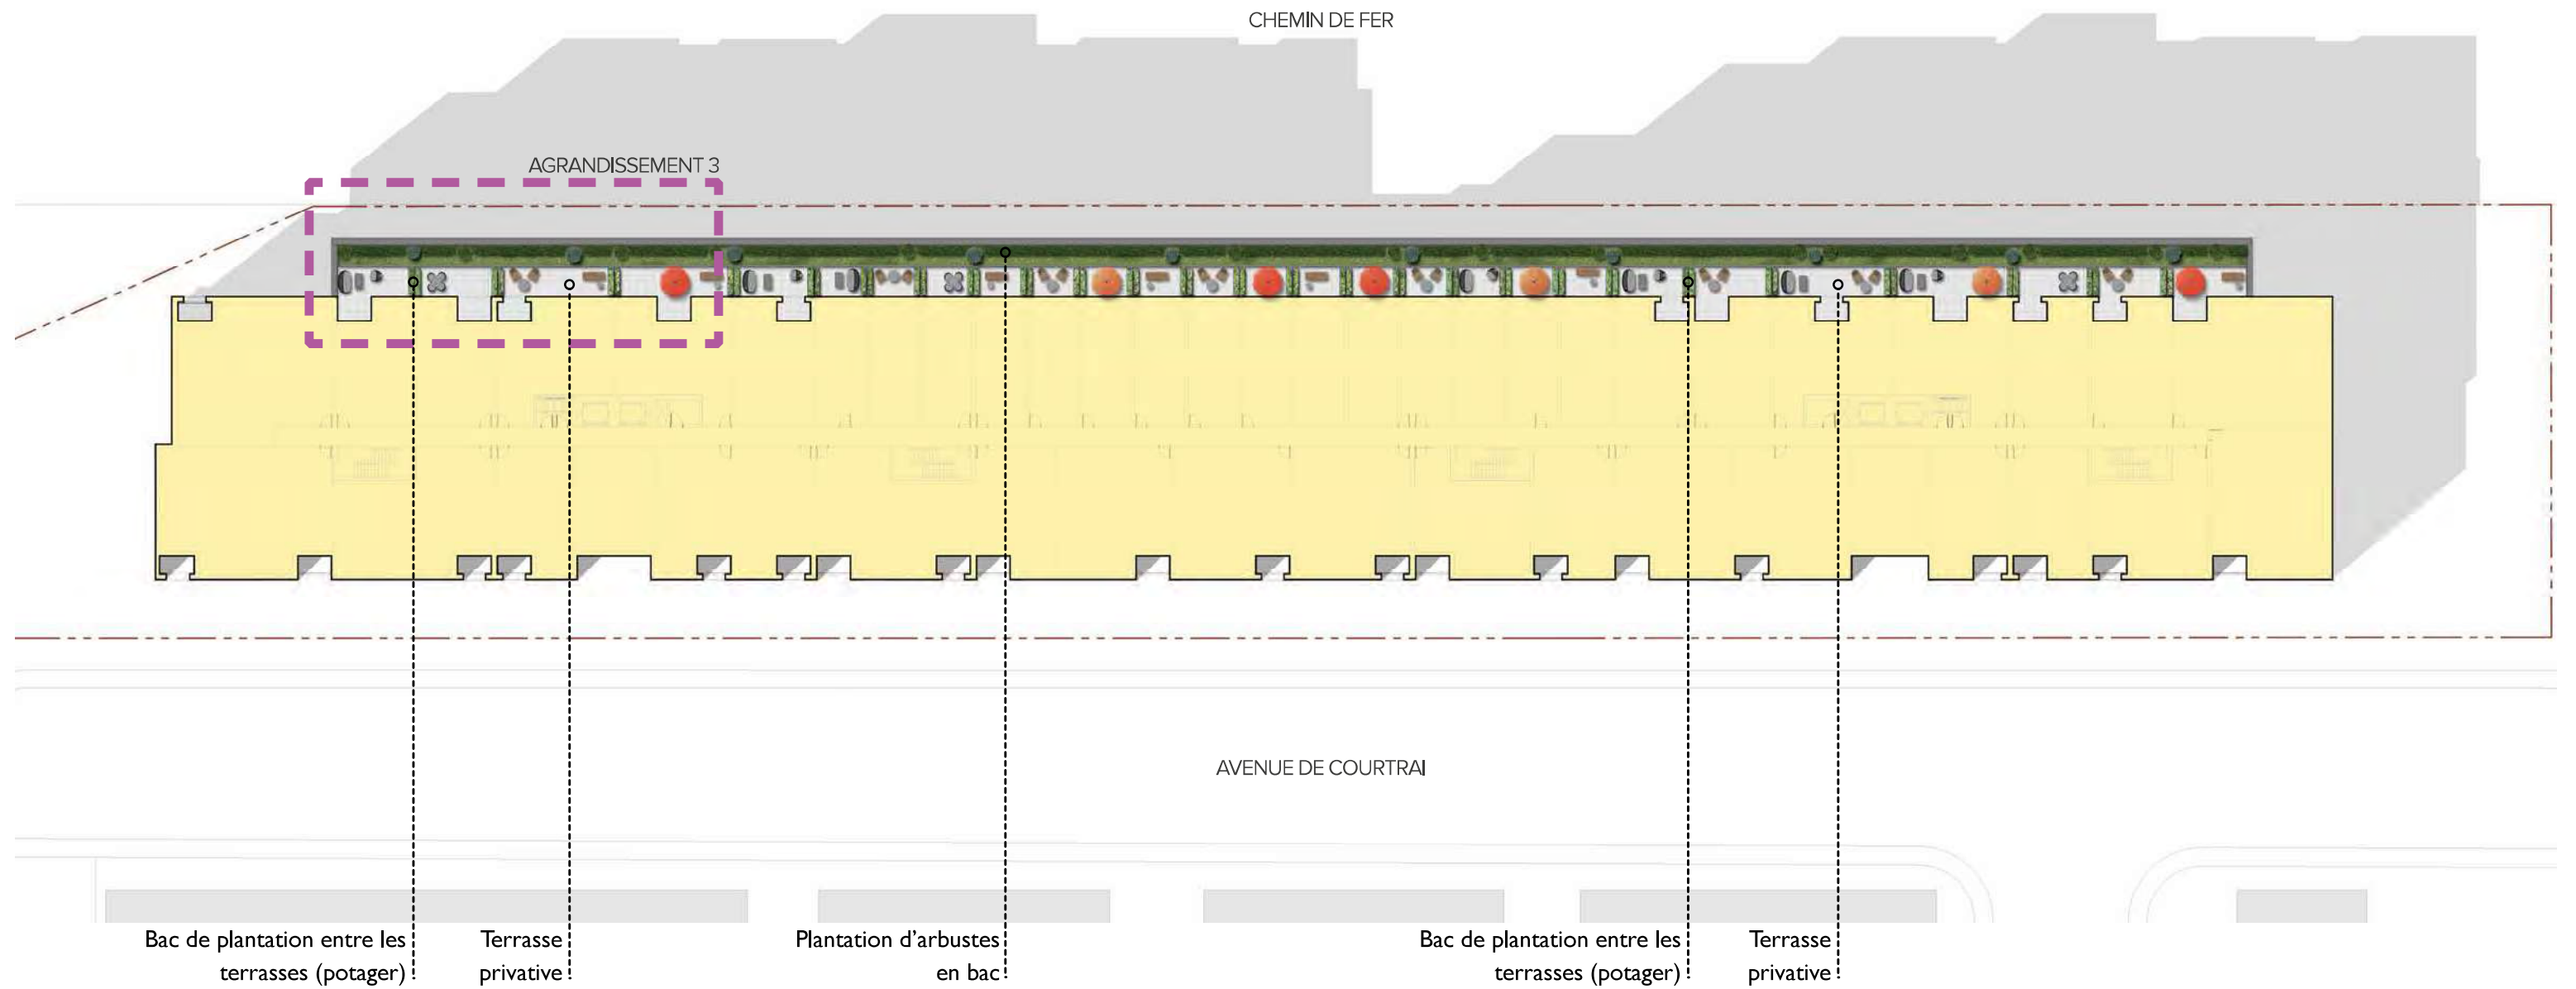 CHEMIN DE FER
AGRANDISSEMENT 3
AVENUE DE COURTRAI
Bac de plantation entre les
terrasses (potager)
Terrasse
privative
Plantation d'arbustes
en bac
Bac de plantation entre les
terrasses (potager)
Terrasse
privative